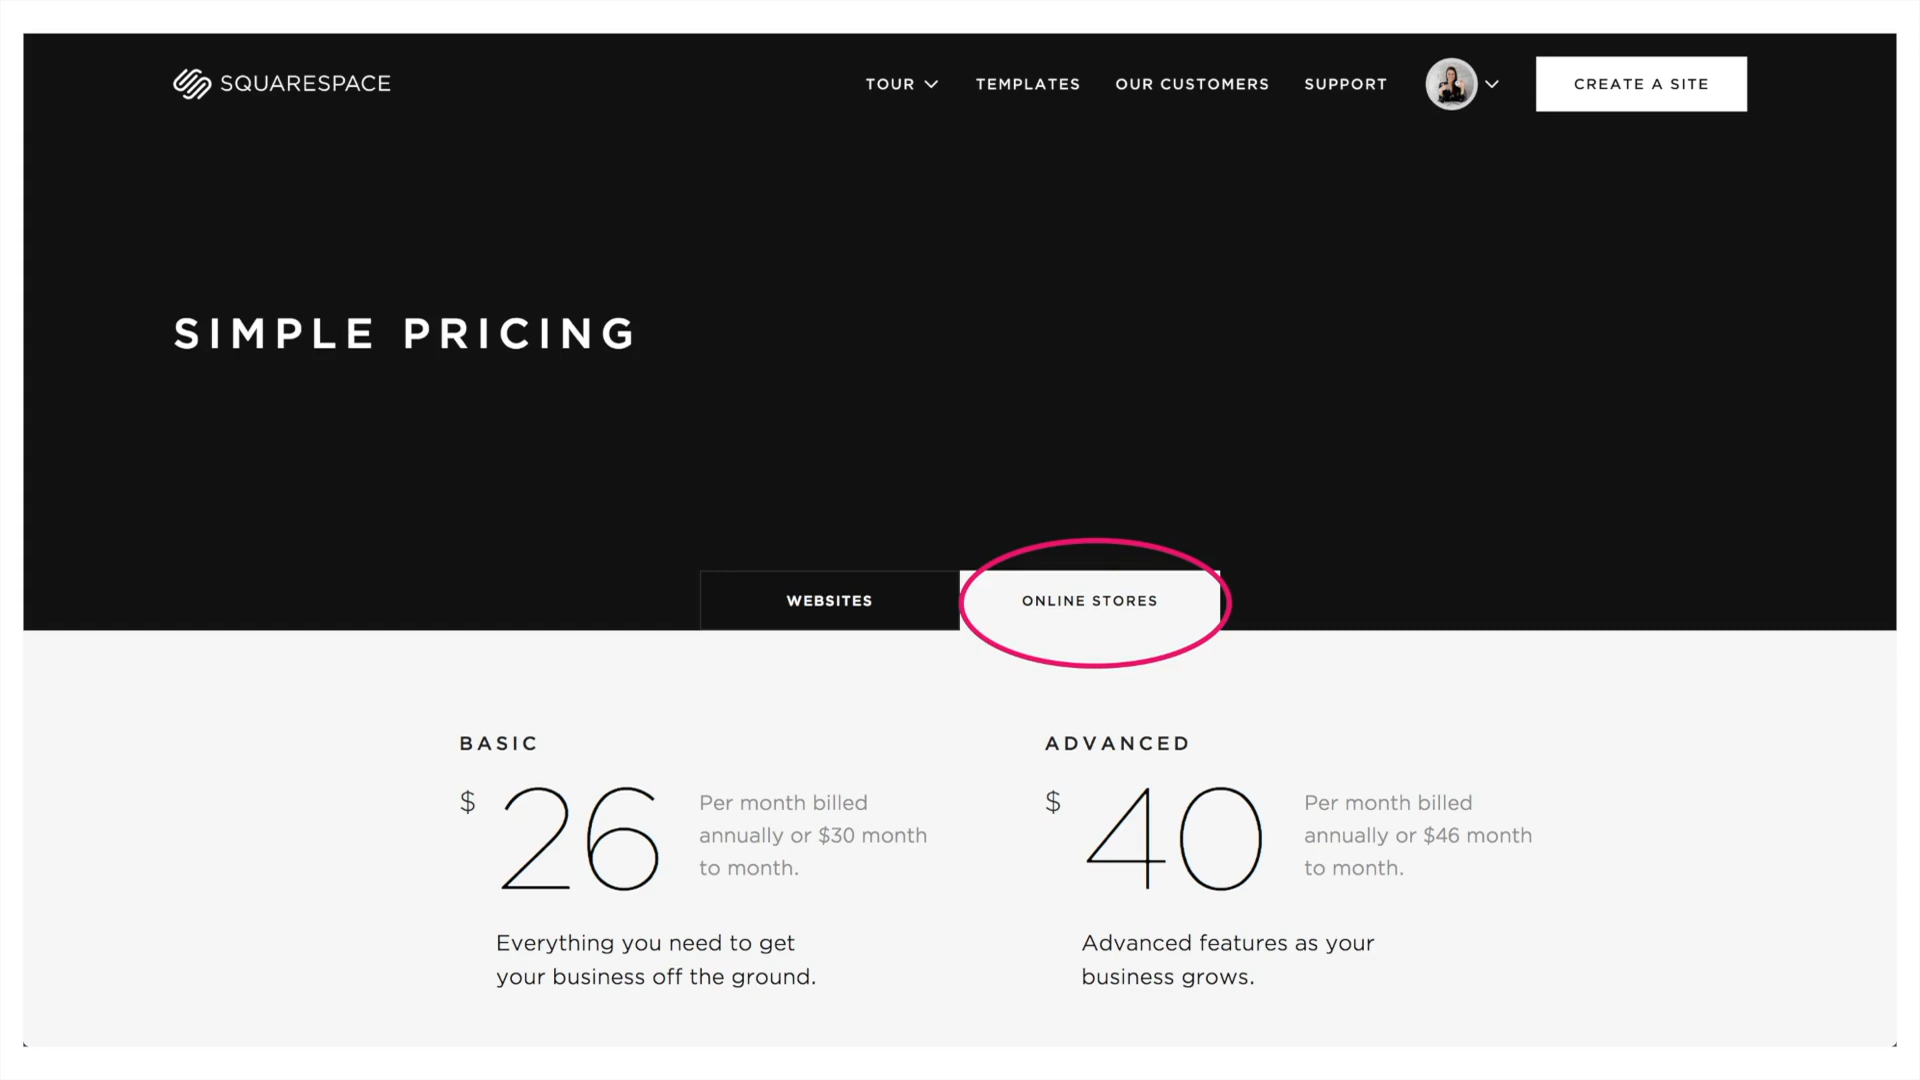 SQUARESPACE
TOUR
TEMPLATES
OUR CUSTOMERS
SUPPORT
CREATE A SITE
SIMPLE PRICING
WEBSITES
ONLINE STORES
BASIC
$ 26
Per month billed
annually or $30 month
to month.
Everything you need to get
your business off the ground.
ADVANCED
$ 40
Per month billed
annually or $46 month
to month.
Advanced features as your
business grows.